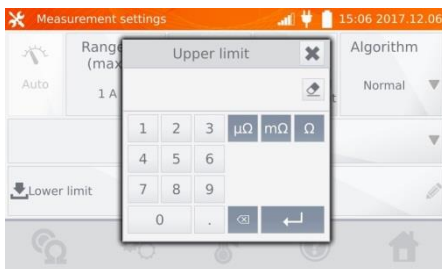 Measurement settings 15:06 2017.12.06
Upper limit
Range
(max
Algorithm
Auto
1 A
t
Normal
1 2 3 μΩ mΩ Ω
4 5 6
Lower limit
7 8 9
0 .